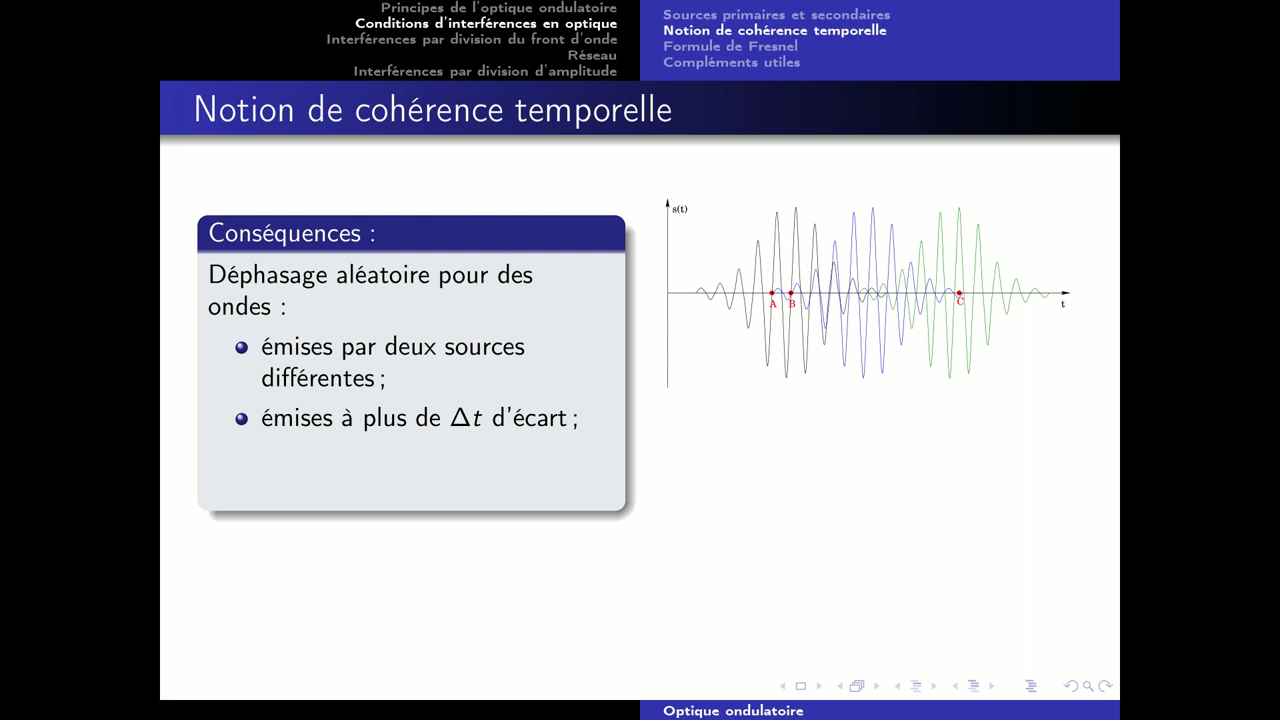 Principes de l'optique ondulatoire
Conditions d'interférences en optique
Interférences par division du front d'onde
Réseau
Interférences par division d'amplitude
Sources primaires et secondaires
Notion de cohérence temporelle
Formule de Fresnel
Compléments utiles
Notion de cohérence temporelle
Conséquences :
Déphasage aléatoire pour des
ondes :
émises par deux sources
différentes ;
émises à plus de Δt d'écart ;
s(t)
A B C
t
Optique ondulatoire